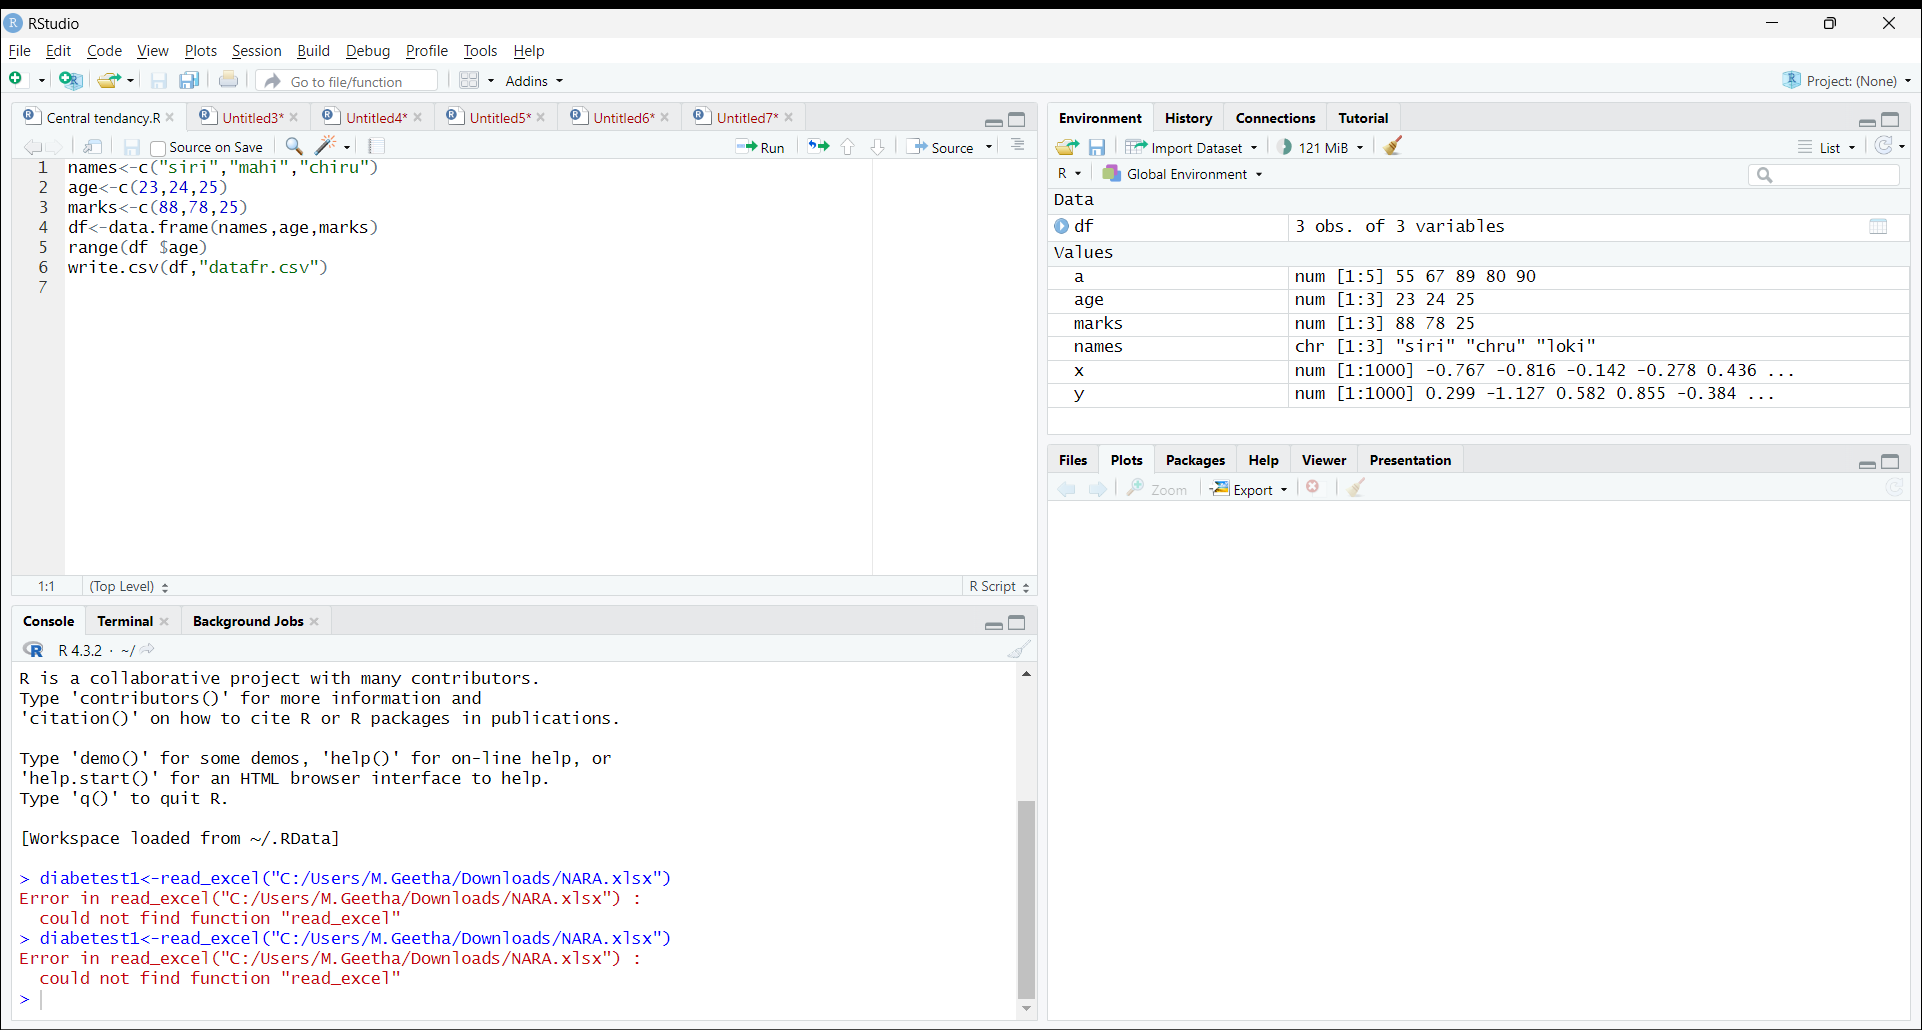 RStudio
File Edit Code View Plots Session Build Debug Profile Tools Help
Go to file/function Addins Project: (None)
Central tendancy.R Untitled3* Untitled4* Untitled5* Untitled6* Untitled7*
Source on Save Run Source
1 names<-c("siri","mahi","chiru")
2 age<-c(23,24,25)
3 marks<-c(88,78,25)
4 df<-data.frame(names,age,marks)
5 range(df $age)
6 write.csv(df,"datafr.csv")
7
1:1 (Top Level) R Script
Console Terminal Background Jobs
R 4.3.2 · ~/
R is a collaborative project with many contributors.
Type 'contributors()' for more information and
'citation()' on how to cite R or R packages in publications.
Type 'demo()' for some demos, 'help()' for on-line help, or
'help.start()' for an HTML browser interface to help.
Type 'q()' to quit R.
[Workspace loaded from ~/.RData]
> diabetest1<-read_excel("C:/Users/M.Geetha/Downloads/NARA.xlsx")
Error in read_excel("C:/Users/M.Geetha/Downloads/NARA.xlsx") :
could not find function "read_excel"
> diabetest1<-read_excel("C:/Users/M.Geetha/Downloads/NARA.xlsx")
Error in read_excel("C:/Users/M.Geetha/Downloads/NARA.xlsx") :
could not find function "read_excel"
>
Environment History Connections Tutorial
Import Dataset 121 MiB List
R Global Environment
Data
df 3 obs. of 3 variables
Values
a num [1:5] 55 67 89 80 90
age num [1:3] 23 24 25
marks num [1:3] 88 78 25
names chr [1:3] "siri" "chru" "loki"
x num [1:1000] -0.767 -0.816 -0.142 -0.278 0.436 ...
y num [1:1000] 0.299 -1.127 0.582 0.855 -0.384 ...
Files Plots Packages Help Viewer Presentation
Zoom Export